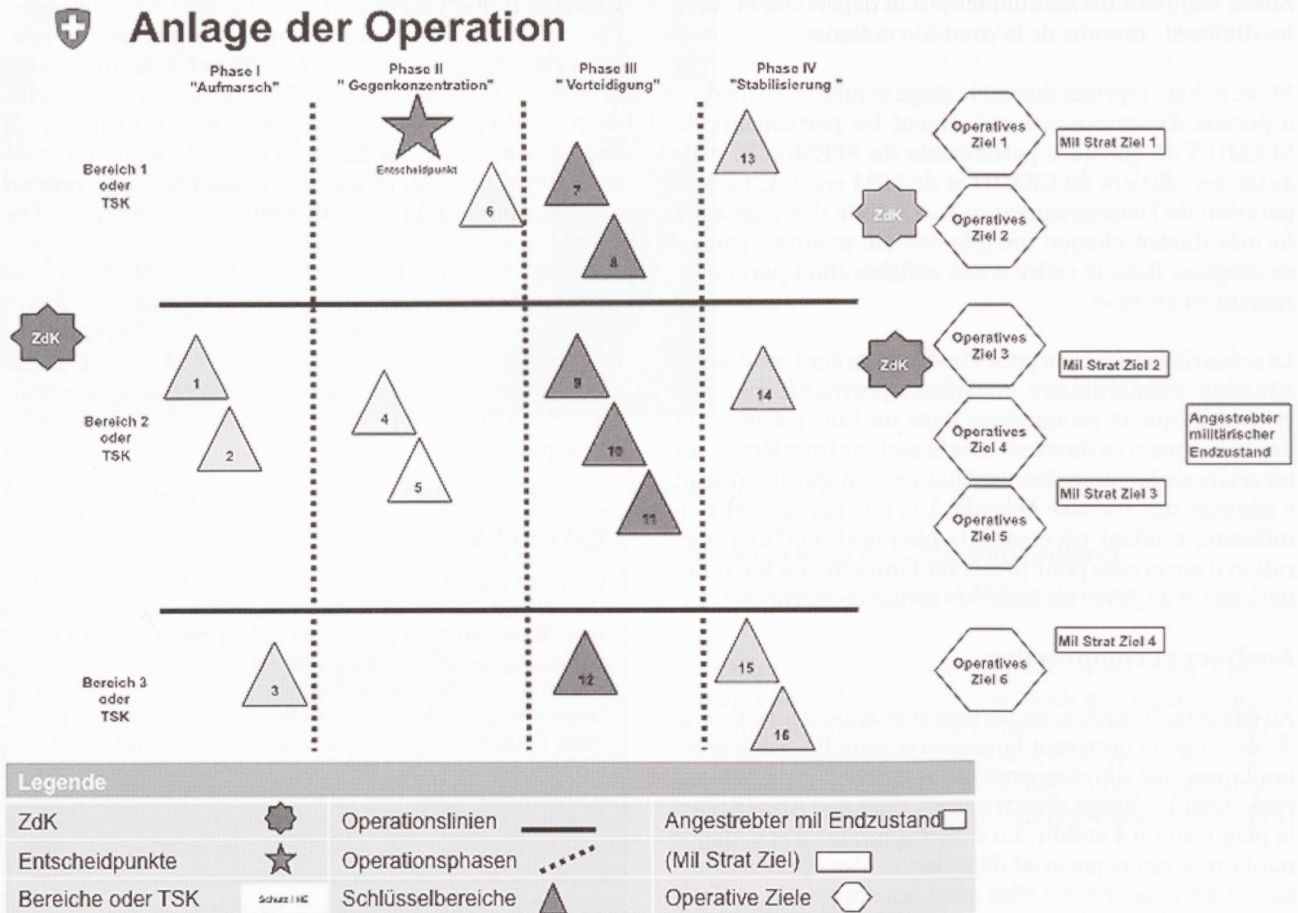 Anlage der Operation
Phase I
"Aufmarsch"
Phase II
"Gegenkonzentration"
Phase III
"Verteidigung"
Phase IV
"Stabilisierung"
Entscheidpunkt
Bereich 1
oder
TSK
6
7
8
13
ZdK
Operatives
Ziel 1
Operatives
Ziel 2
Mil Strat Ziel 1
ZdK
Bereich 2
oder
TSK
1
2
4
5
9
10
11
14
ZdK
Operatives
Ziel 3
Operatives
Ziel 4
Operatives
Ziel 5
Mil Strat Ziel 2
Mil Strat Ziel 3
Angestrebter
militärischer
Endzustand
Bereich 3
oder
TSK
3
12
15
16
Operatives
Ziel 6
Mil Strat Ziel 4
Legende
ZdK
Operationslinien
Angestrebter mil Endzustand
Entscheidpunkte
Operationsphasen
(Mil Strat Ziel)
Bereiche oder TSK
Schlüsselbereiche
Operative Ziele